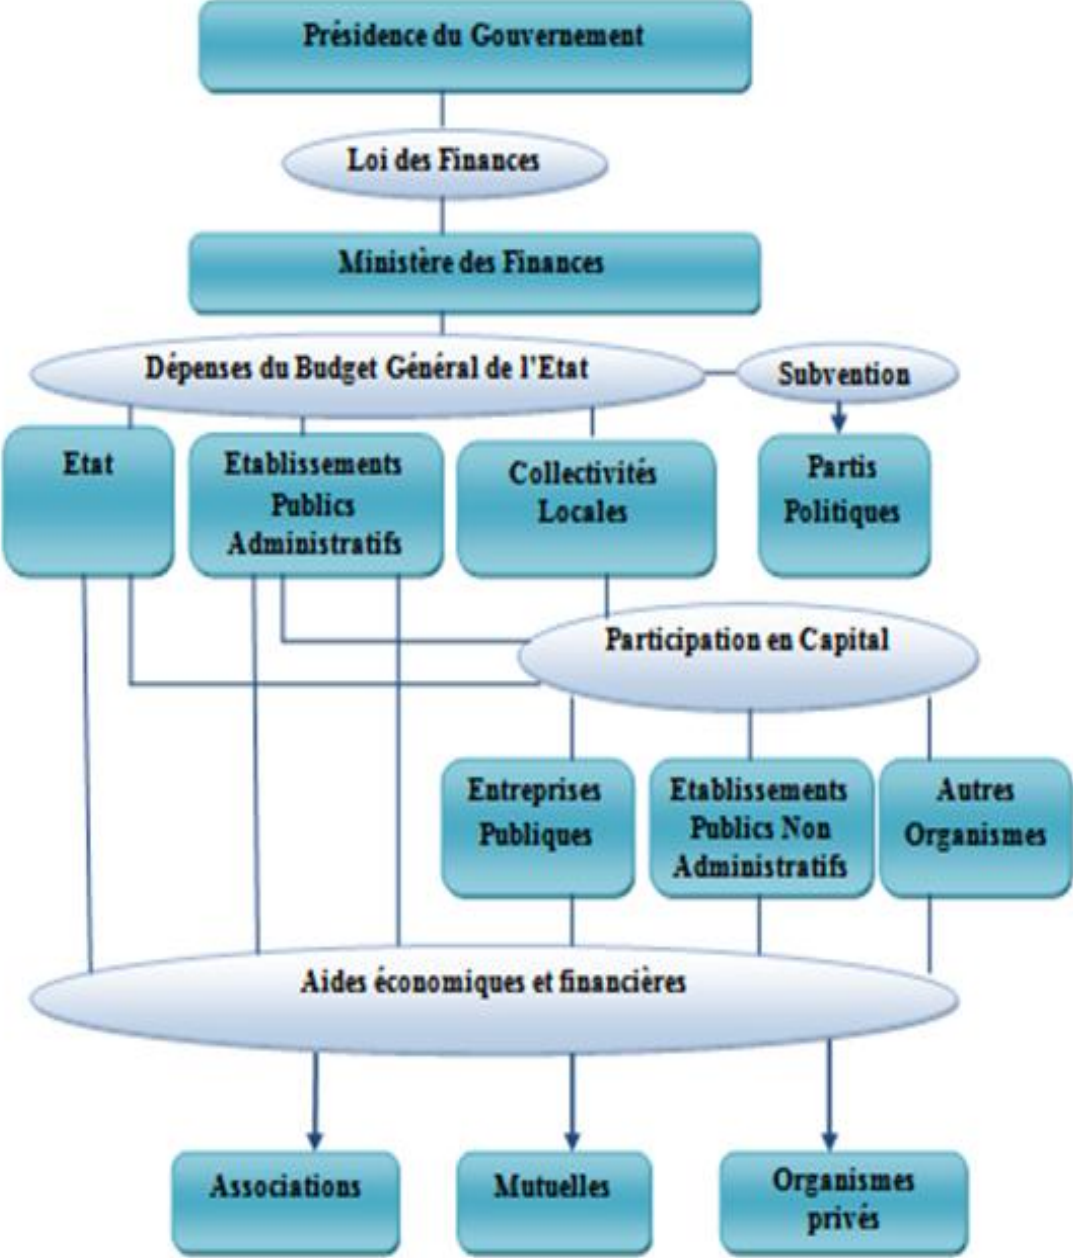 Présidence du Gouvernement
Loi des Finances
Ministère des Finances
Dépenses du Budget Général de l'Etat
Subvention
Etat
Etablissements
Publics
Administratifs
Collectivités
Locales
Partis
Politiques
Participation en Capital
Entreprises
Publiques
Etablissements
Publics Non
Administratifs
Autres
Organismes
Aides économiques et financières
Associations
Mutuelles
Organismes
privés